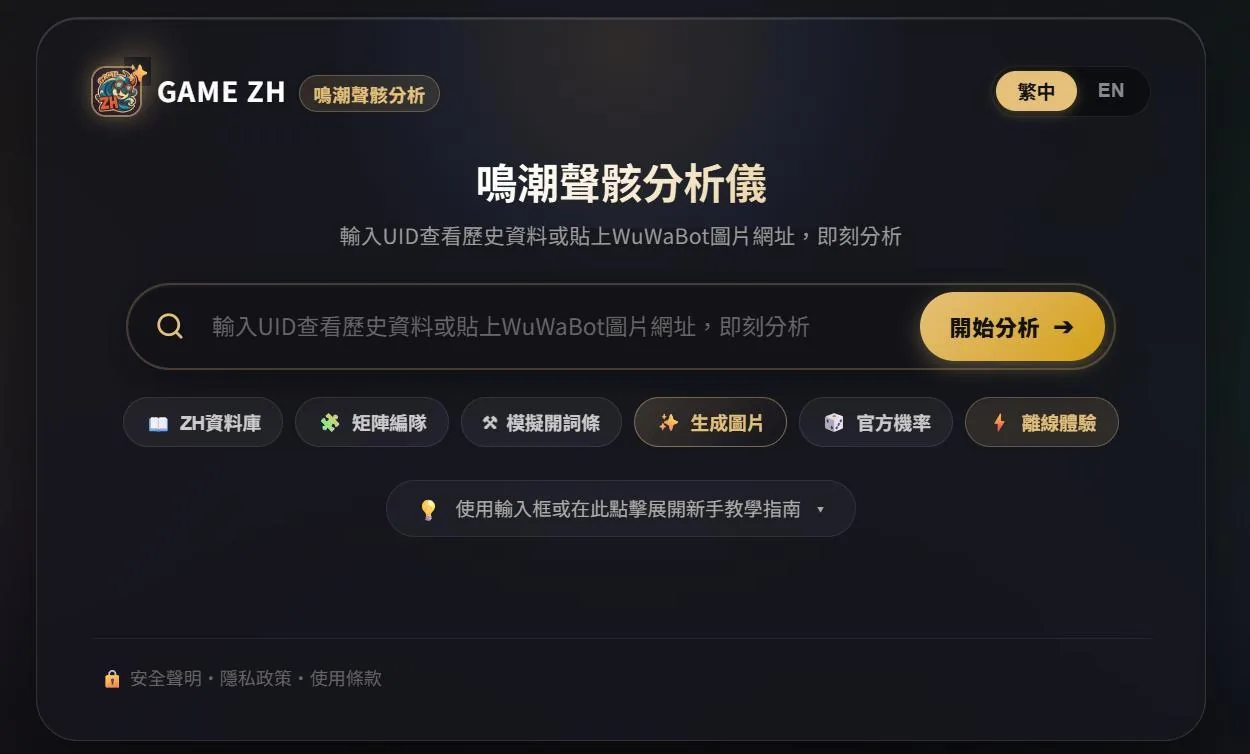 GAME ZH 鳴潮聲骸分析
繁中 EN
鳴潮聲骸分析儀
輸入UID查看歷史資料或貼上WuWaBot圖片網址，即刻分析
輸入UID查看歷史資料或貼上WuWaBot圖片網址，即刻分析 開始分析 ➔
ZH資料庫 矩陣編隊 模擬開詞條 生成圖片 官方機率 離線體驗
使用輸入框或在此點擊展開新手教學指南 ▾
安全聲明・隱私政策・使用條款